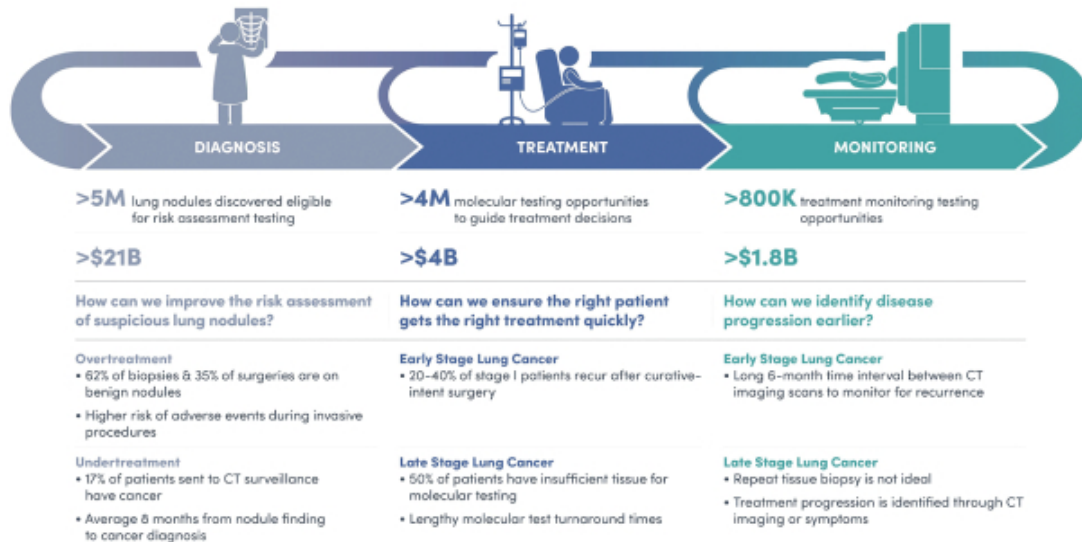 DIAGNOSIS
TREATMENT
MONITORING
>5M lung nodules discovered eligible
for risk assessment testing
>4M molecular testing opportunities
to guide treatment decisions
>800K treatment monitoring testing
opportunities
>$21B
>$4B
>$1.8B
How can we improve the risk assessment
of suspicious lung nodules?
How can we ensure the right patient
gets the right treatment quickly?
How can we identify disease
progression earlier?
Overtreatment
• 62% of biopsies & 35% of surgeries are on
benign nodules
• Higher risk of adverse events during invasive
procedures
Early Stage Lung Cancer
• 20-40% of stage I patients recur after curative-
intent surgery
Early Stage Lung Cancer
• Long 6-month time interval between CT
imaging scans to monitor for recurrence
Undertreatment
• 17% of patients sent to CT surveillance
have cancer
• Average 8 months from nodule finding
to cancer diagnosis
Late Stage Lung Cancer
• 50% of patients have insufficient tissue for
molecular testing
• Lengthy molecular test turnaround times
Late Stage Lung Cancer
• Repeat tissue biopsy is not ideal
• Treatment progression is identified through CT
imaging or symptoms